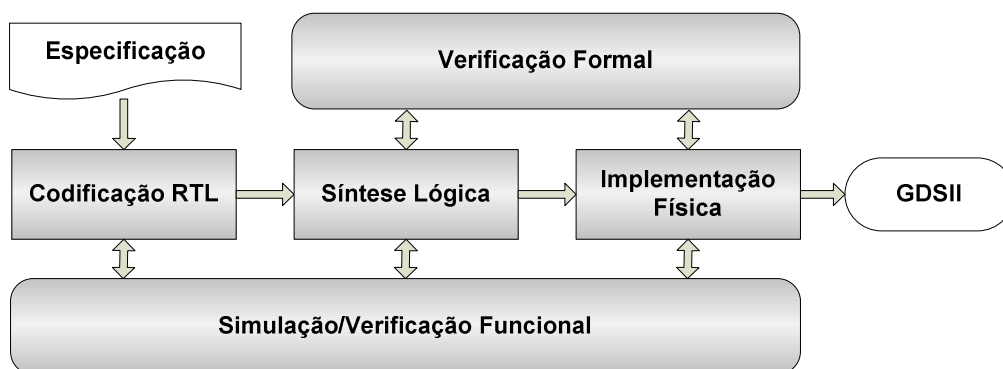 Especificação
Verificação Formal
Codificação RTL
Síntese Lógica
Implementação
Física
GDSII
Simulação/Verificação Funcional